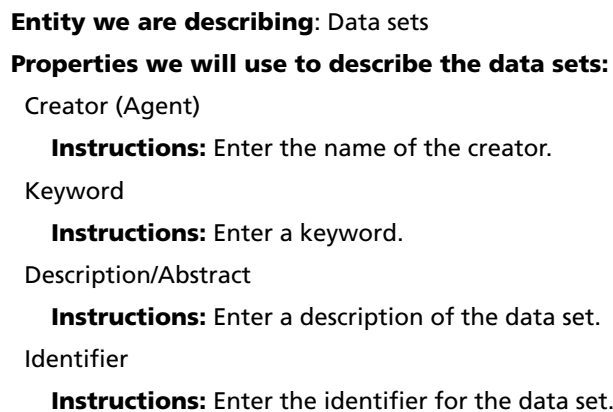 Entity we are describing: Data sets
Properties we will use to describe the data sets:
Creator (Agent)
Instructions: Enter the name of the creator.
Keyword
Instructions: Enter a keyword.
Description/Abstract
Instructions: Enter a description of the data set.
Identifier
Instructions: Enter the identifier for the data set.